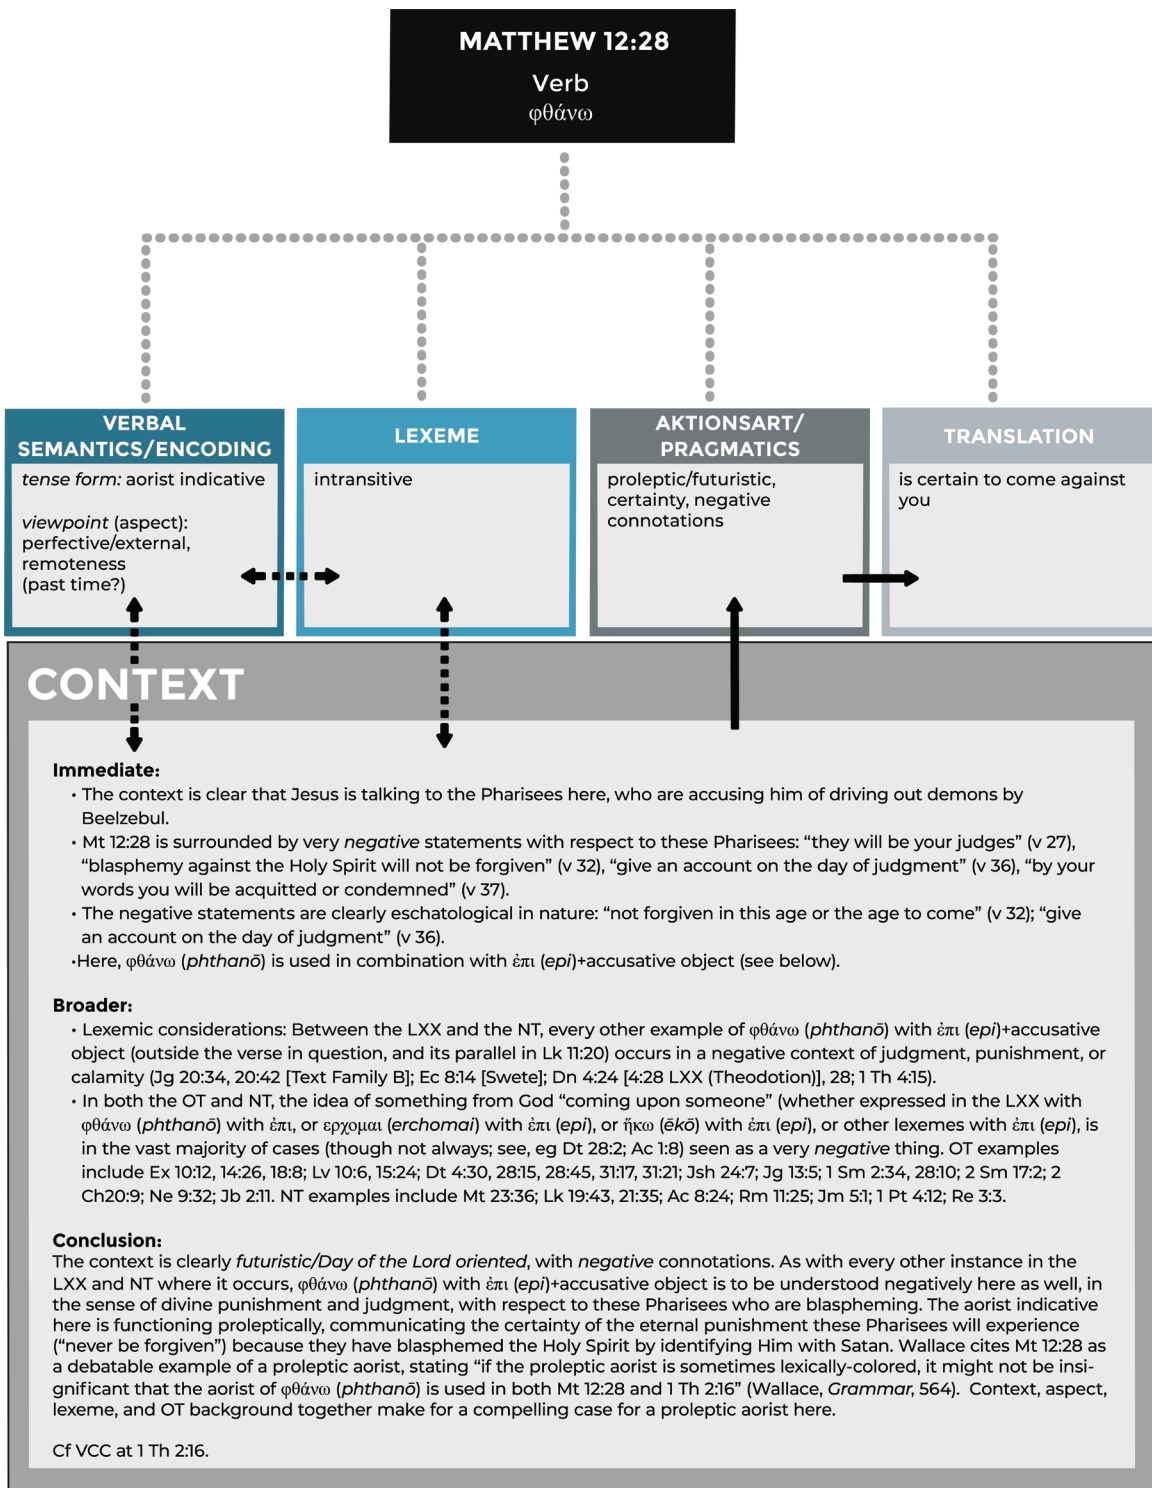 MATTHEW 12:28
Verb
φθάνω
VERBAL
SEMANTICS/ENCODING
tense form: aorist indicative
viewpoint (aspect):
perfective/external,
remoteness
(past time?)
LEXEME
intransitive
AKTIONSART/
PRAGMATICS
proleptic/futuristic,
certainty, negative
connotations
TRANSLATION
is certain to come against
you
CONTEXT
Immediate:
• The context is clear that Jesus is talking to the Pharisees here, who are accusing him of driving out demons by
Beelzebul.
• Mt 12:28 is surrounded by very negative statements with respect to these Pharisees: “they will be your judges” (v 27),
“blasphemy against the Holy Spirit will not be forgiven” (v 32), “give an account on the day of judgment” (v 36), “by your
words you will be acquitted or condemned” (v 37).
• The negative statements are clearly eschatological in nature: “not forgiven in this age or the age to come” (v 32); “give
an account on the day of judgment” (v 36).
•Here, φθάνω (phthanō) is used in combination with ἐπι (epi)+accusative object (see below).
Broader:
• Lexemic considerations: Between the LXX and the NT, every other example of φθάνω (phthanō) with ἐπι (epi)+accusative
object (outside the verse in question, and its parallel in Lk 11:20) occurs in a negative context of judgment, punishment, or
calamity (Jg 20:34, 20:42 [Text Family B]; Ec 8:14 [Swete]; Dn 4:24 [4:28 LXX (Theodotion)], 28; 1 Th 4:15).
• In both the OT and NT, the idea of something from God “coming upon someone” (whether expressed in the LXX with
φθάνω (phthanō) with ἐπι, or ερχομαι (erchomai) with ἐπι (epi), or ἥκω (ēkō) with ἐπι (epi), or other lexemes with ἐπι (epi), is
in the vast majority of cases (though not always; see, eg Dt 28:2; Ac 1:8) seen as a very negative thing. OT examples
include Ex 10:12, 14:26, 18:8; Lv 10:6, 15:24; Dt 4:30, 28:15, 28:45, 31:17, 31:21; Jsh 24:7; Jg 13:5; 1 Sm 2:34, 28:10; 2 Sm 17:2; 2
Ch20:9; Ne 9:32; Jb 2:11. NT examples include Mt 23:36; Lk 19:43, 21:35; Ac 8:24; Rm 11:25; Jm 5:1; 1 Pt 4:12; Re 3:3.
Conclusion:
The context is clearly futuristic/Day of the Lord oriented, with negative connotations. As with every other instance in the
LXX and NT where it occurs, φθάνω (phthanō) with ἐπι (epi)+accusative object is to be understood negatively here as well, in
the sense of divine punishment and judgment, with respect to these Pharisees who are blaspheming. The aorist indicative
here is functioning proleptically, communicating the certainty of the eternal punishment these Pharisees will experience
(“never be forgiven”) because they have blasphemed the Holy Spirit by identifying Him with Satan. Wallace cites Mt 12:28 as
a debatable example of a proleptic aorist, stating “if the proleptic aorist is sometimes lexically-colored, it might not be insi-
gnificant that the aorist of φθάνω (phthanō) is used in both Mt 12:28 and 1 Th 2:16” (Wallace, Grammar, 564). Context, aspect,
lexeme, and OT background together make for a compelling case for a proleptic aorist here.
Cf VCC at 1 Th 2:16.